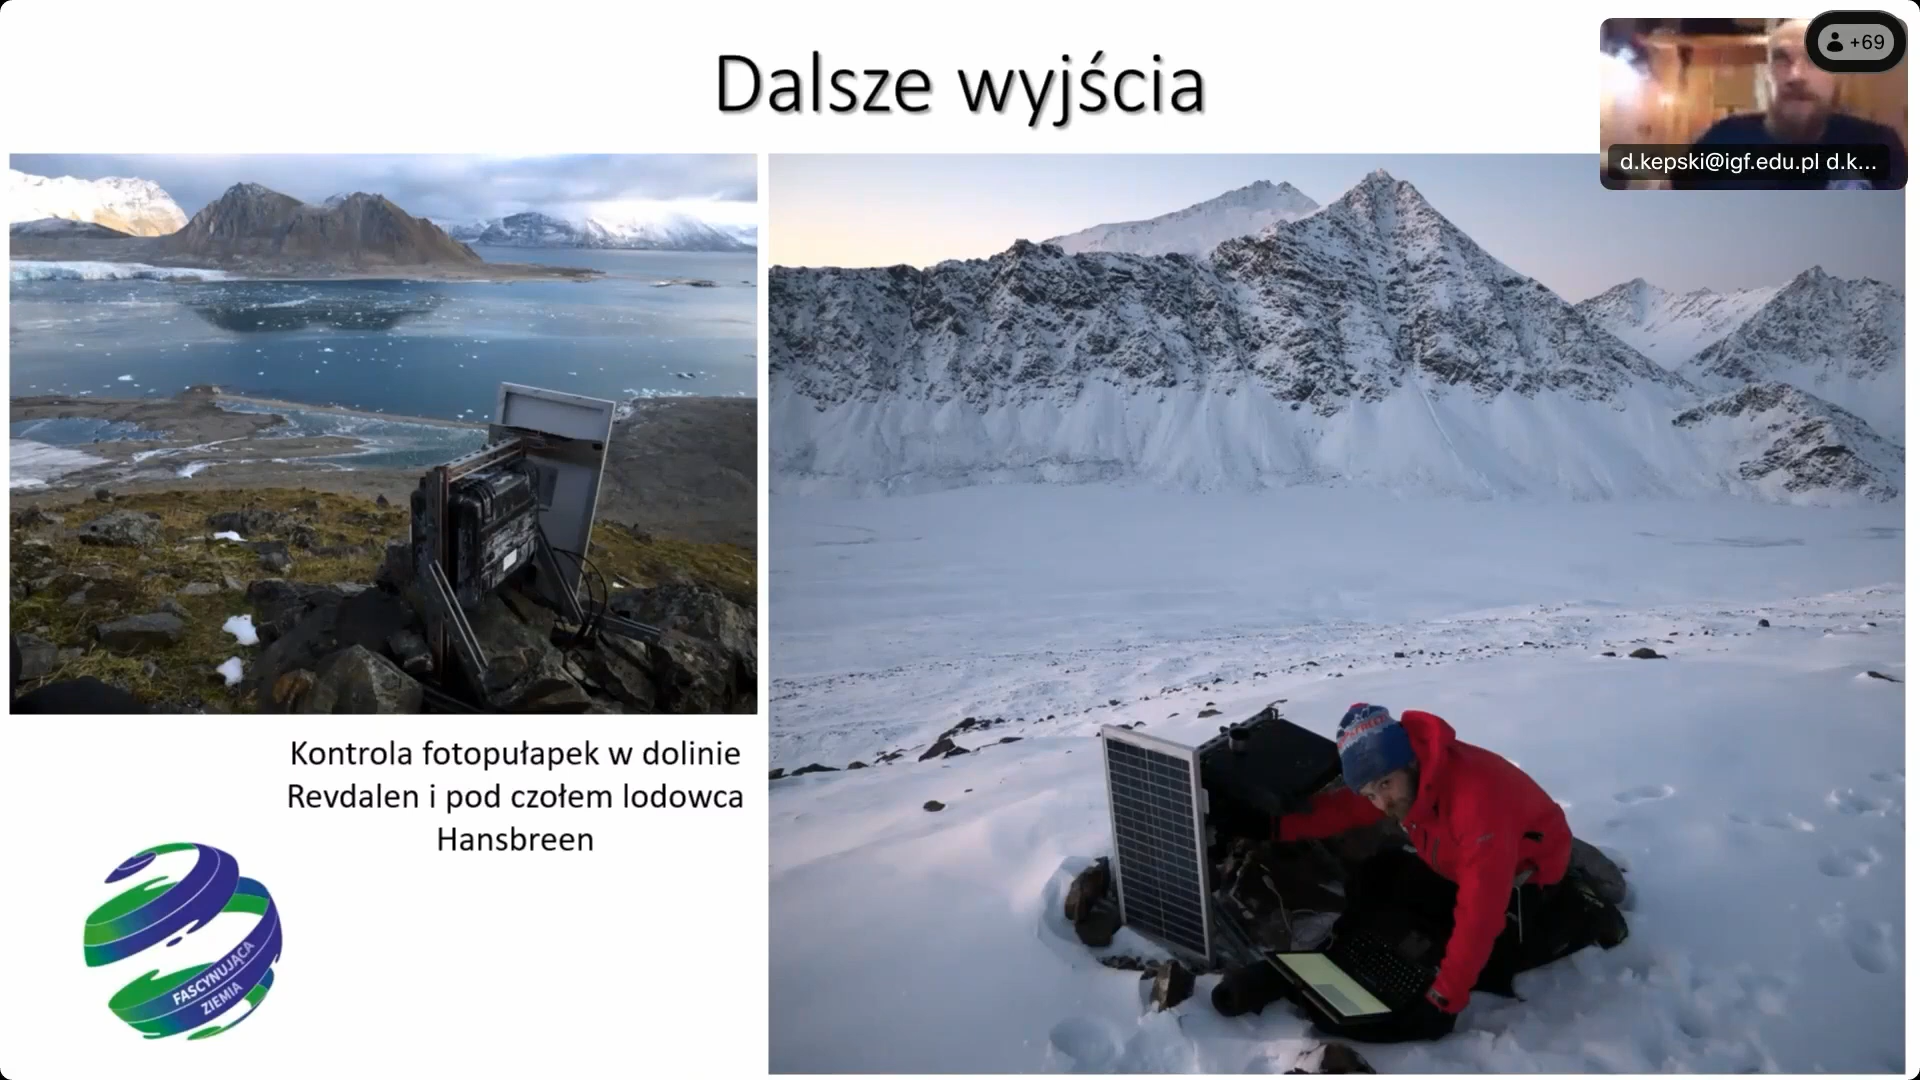 Dalsze wyjścia
+69
d.kepski@igf.edu.pl d.k...
Kontrola fotopułapek w dolinie
Revdalen i pod czołem lodowca
Hansbreen
FASCYNUJĄCA
ZIEMIA